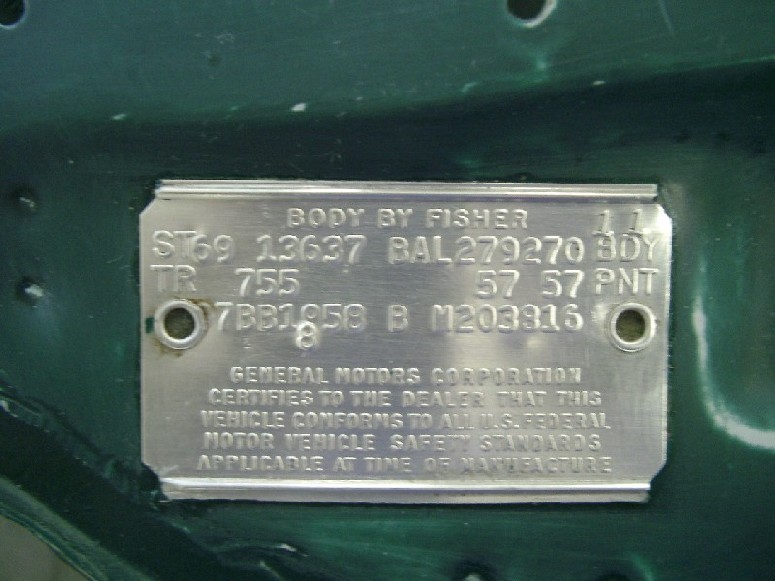 BODY BY FISHER 11
ST69 13637 BAL279270 BDY
TR 755 57 57 PNT
7BB1958 B M203816
8
GENERAL MOTORS CORPORATION
CERTIFIES TO THE DEALER THAT THIS
VEHICLE CONFORMS TO ALL U.S. FEDERAL
MOTOR VEHICLE SAFETY STANDARDS
APPLICABLE AT TIME OF MANUFACTURE